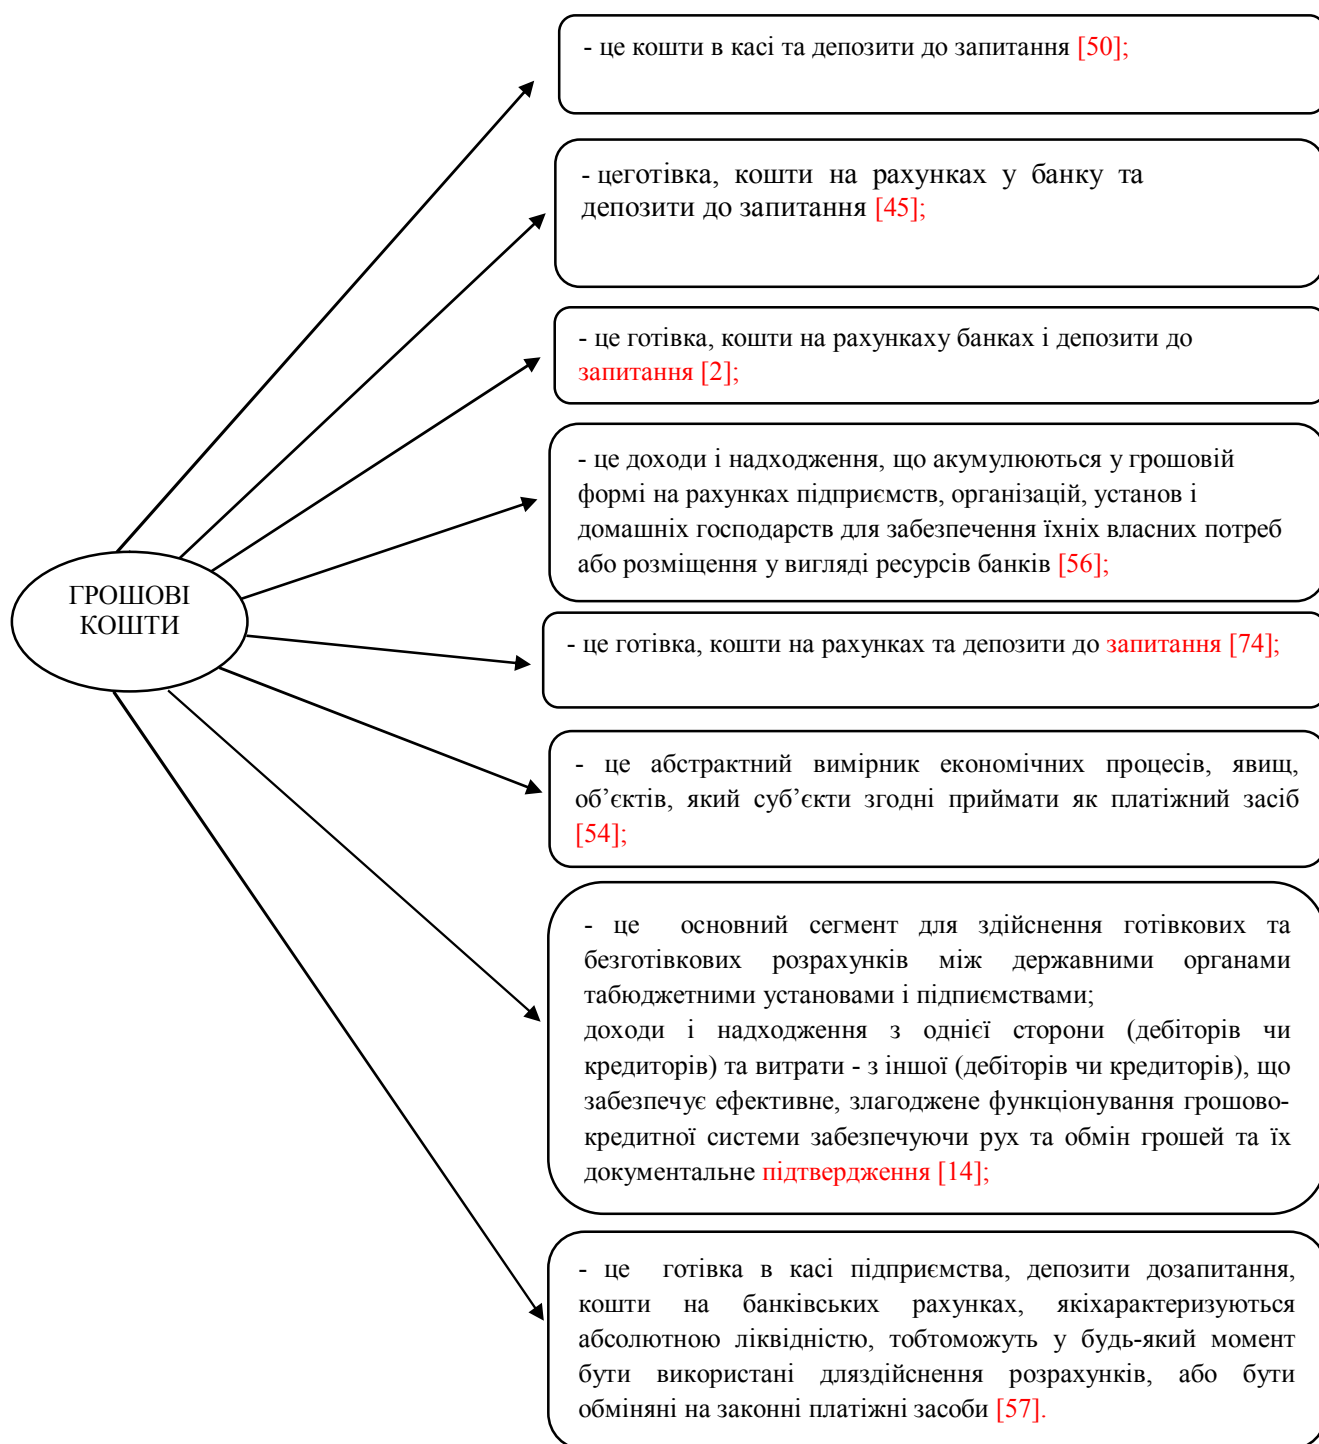 - це кошти в касі та депозити до запитання [50];
- цеготівка, кошти на рахунках у банку та
депозити до запитання [45];
- це готівка, кошти на рахункаху банках і депозити до
запитання [2];
- це доходи і надходження, що акумулюються у грошовій
формі на рахунках підприємств, організацій, установ і
домашніх господарств для забезпечення їхніх власних потреб
або розміщення у вигляді ресурсів банків [56];
ГРОШОВІ
КОШТИ
- це готівка, кошти на рахунках та депозити до запитання [74];
- це абстрактний вимірник економічних процесів, явищ,
об’єктів, який суб’єкти згодні приймати як платіжний засіб
[54];
- це основний сегмент для здійснення готівкових та
безготівкових розрахунків між державними органами
табюджетними установами і підпиємствами;
доходи і надходження з однієї сторони (дебіторів чи
кредиторів) та витрати - з іншої (дебіторів чи кредиторів), що
забезпечує ефективне, злагоджене функціонування грошово-
кредитної системи забезпечуючи рух та обмін грошей та їх
документальне підтвердження [14];
- це готівка в касі підприємства, депозити дозапитання,
кошти на банківських рахунках, якіхарактеризуються
абсолютною ліквідністю, тобтоможуть у будь-який момент
бути використані дляздійснення розрахунків, або бути
обміняні на законні платіжні засоби [57].